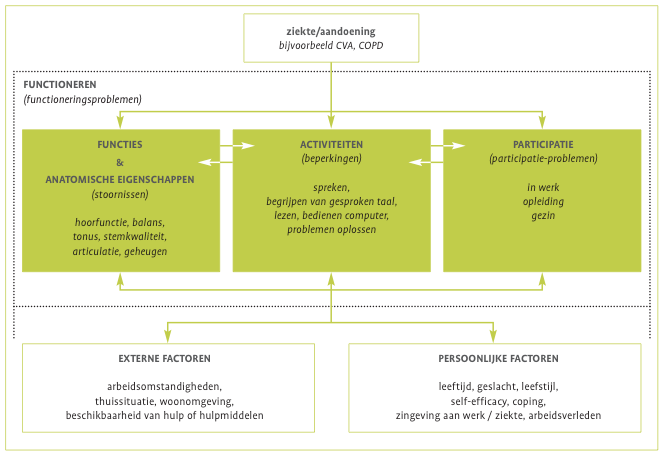 ziekte/aandoening
bijvoorbeeld CVA, COPD
FUNCTIONEREN
(functioneringsproblemen)
FUNCTIES
&
ANATOMISCHE EIGENSCHAPPEN
(stoornissen)
hoorfunctie, balans,
tonus, stemkwaliteit,
articulatie, geheugen
ACTIVITEITEN
(beperkingen)
spreken,
begrijpen van gesproken taal,
lezen, bedienen computer,
problemen oplossen
PARTICIPATIE
(participatie-problemen)
in werk
opleiding
gezin
EXTERNE FACTOREN
arbeidsomstandigheden,
thuissituatie, woonomgeving,
beschikbaarheid van hulp of hulpmiddelen
PERSOONLIJKE FACTOREN
leeftijd, geslacht, leefstijl,
self-efficacy, coping,
zingeving aan werk / ziekte, arbeidsverleden